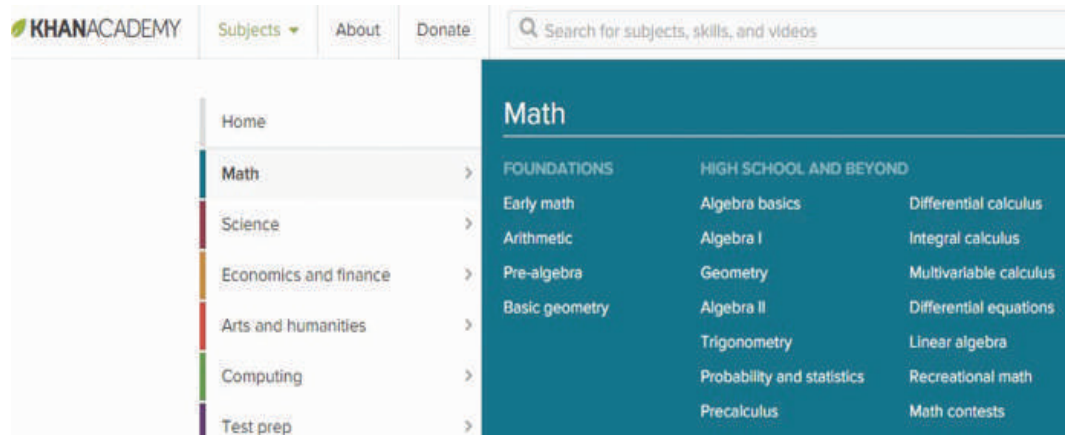 KHANACADEMY
Subjects
About
Donate
Search for subjects, skills, and videos
Home
Math
Science
Economics and finance
Arts and humanities
Computing
Test prep
Math
FOUNDATIONS
Early math
Arithmetic
Pre-algebra
Basic geometry
HIGH SCHOOL AND BEYOND
Algebra basics
Algebra I
Geometry
Algebra II
Trigonometry
Probability and statistics
Precalculus
Differential calculus
Integral calculus
Multivariable calculus
Differential equations
Linear algebra
Recreational math
Math contests